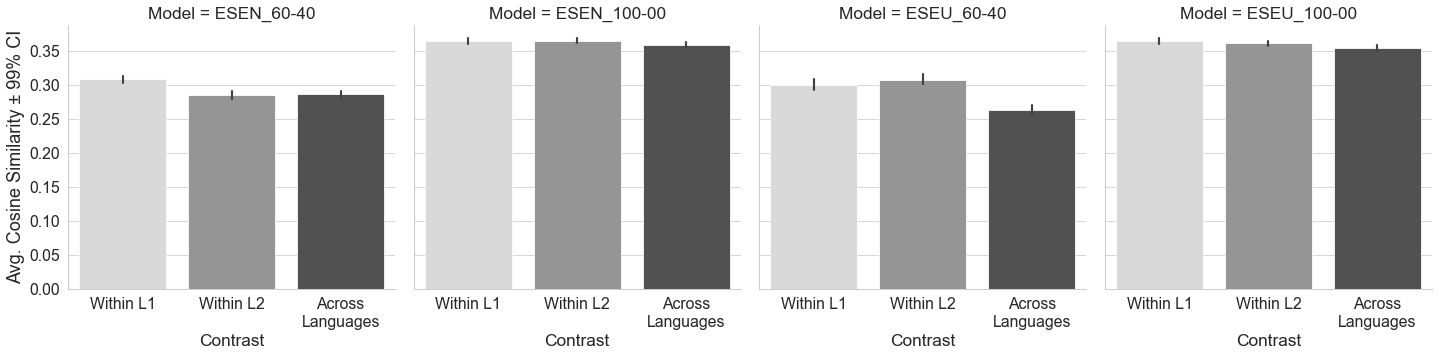 Model = ESEN_60-40
Model = ESEN_100-00
Model = ESEU_60-40
Model = ESEU_100-00
Avg. Cosine Similarity ± 99% CI
0.35
0.30
0.25
0.20
0.15
0.10
0.05
0.00
Within L1
Within L2
Across
Languages
Contrast
Within L1
Within L2
Across
Languages
Contrast
Within L1
Within L2
Across
Languages
Contrast
Within L1
Within L2
Across
Languages
Contrast